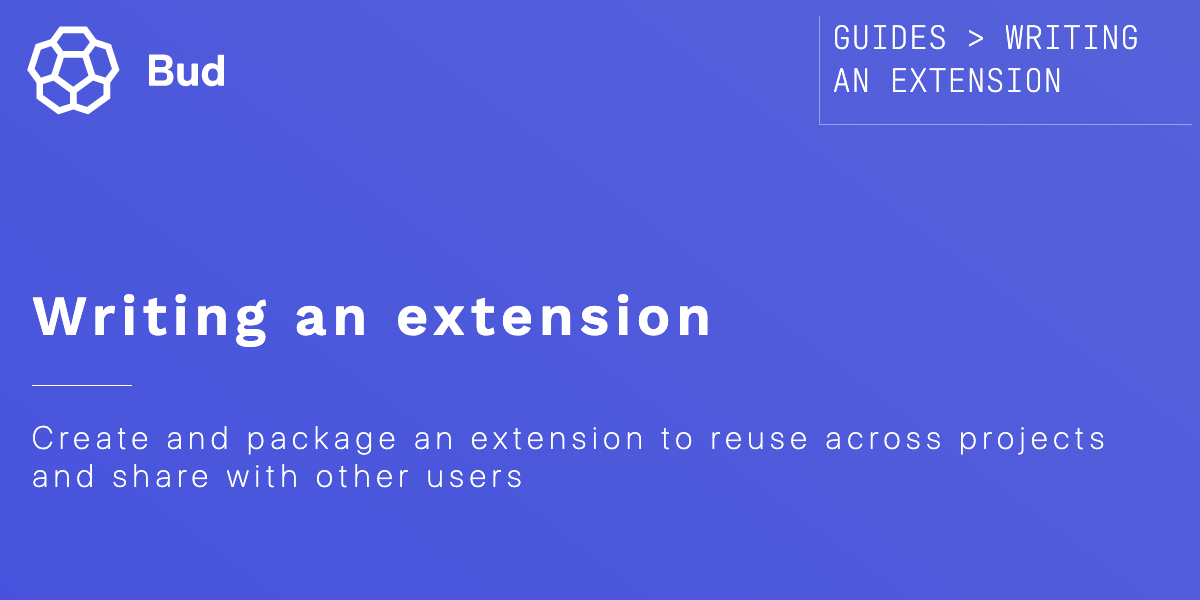 Bud
GUIDES > WRITING
AN EXTENSION
Writing an extension
Create and package an extension to reuse across projects
and share with other users